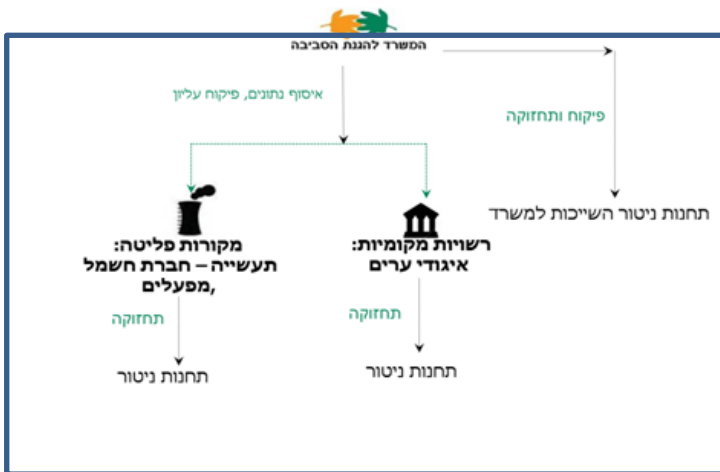 המשרד להגנת הסביבה
איסוף נתונים, פיקוח עליון
פיקוח ותחזוקה
תחנות ניטור השייכות למשרד
רשויות מקומיות:
איגודי ערים
תחזוקה
תחנות ניטור
מקורות פליטה:
תעשייה – חברת חשמל
,מפעלים
תחזוקה
תחנות ניטור